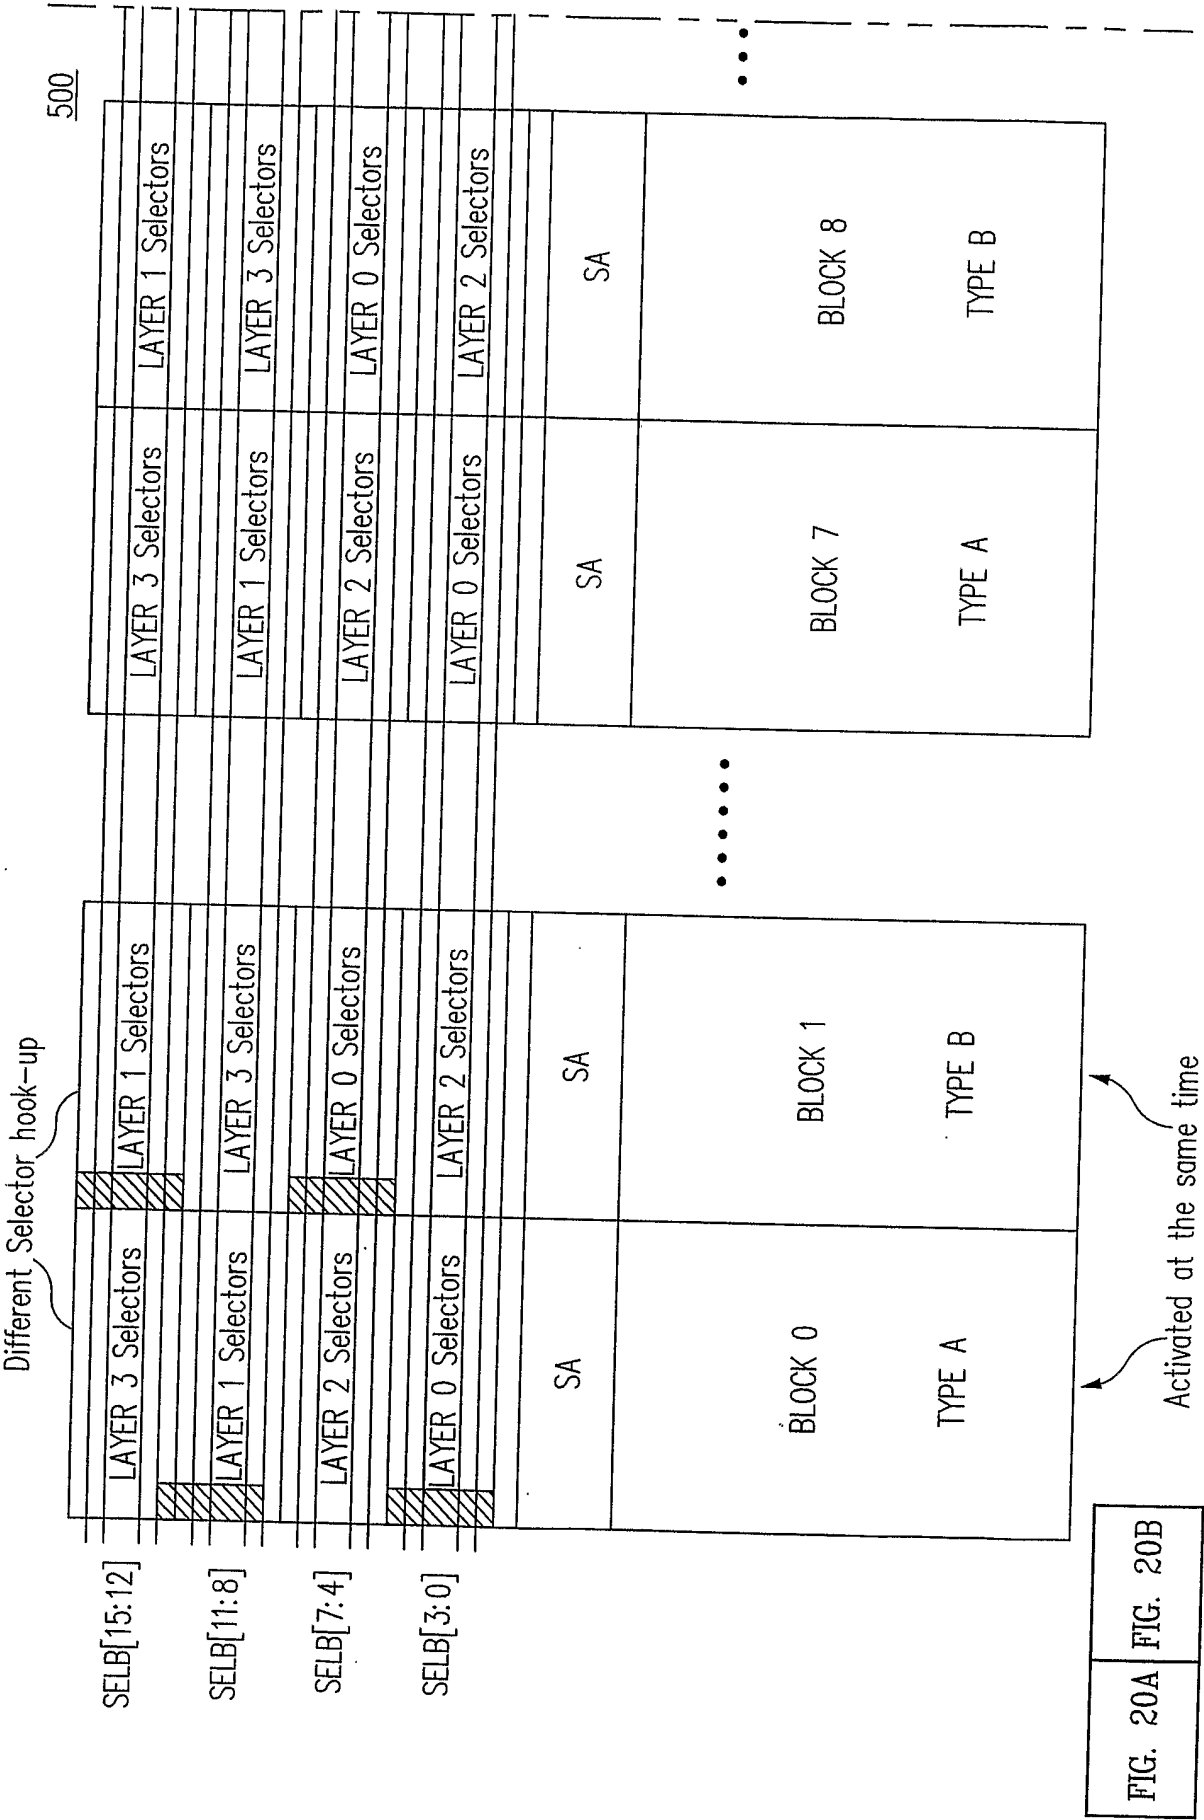 500
Different Selector hook-up
SELB[15:12]
LAYER 3 Selectors
LAYER 1 Selectors
LAYER 3 Selectors
LAYER 1 Selectors
SELB[11:8]
LAYER 1 Selectors
LAYER 3 Selectors
LAYER 1 Selectors
LAYER 3 Selectors
SELB[7:4]
LAYER 2 Selectors
LAYER 0 Selectors
LAYER 2 Selectors
LAYER 0 Selectors
SELB[3:0]
LAYER 0 Selectors
LAYER 2 Selectors
LAYER 0 Selectors
LAYER 2 Selectors
SA
SA
SA
SA
BLOCK 0
BLOCK 1
BLOCK 7
BLOCK 8
TYPE A
TYPE B
TYPE A
TYPE B
Activated at the same time
FIG. 20A
FIG. 20B